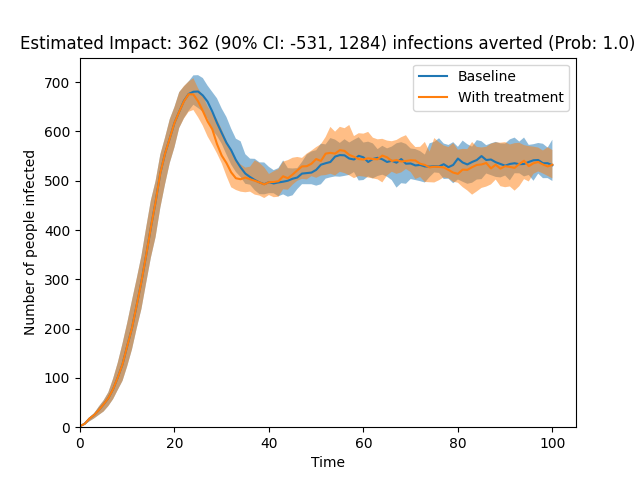 Estimated Impact: 362 (90% CI: -531, 1284) infections averted (Prob: 1.0)
Baseline
With treatment
Number of people infected
700
600
500
400
300
200
100
0
0 20 40 60 80 100
Time